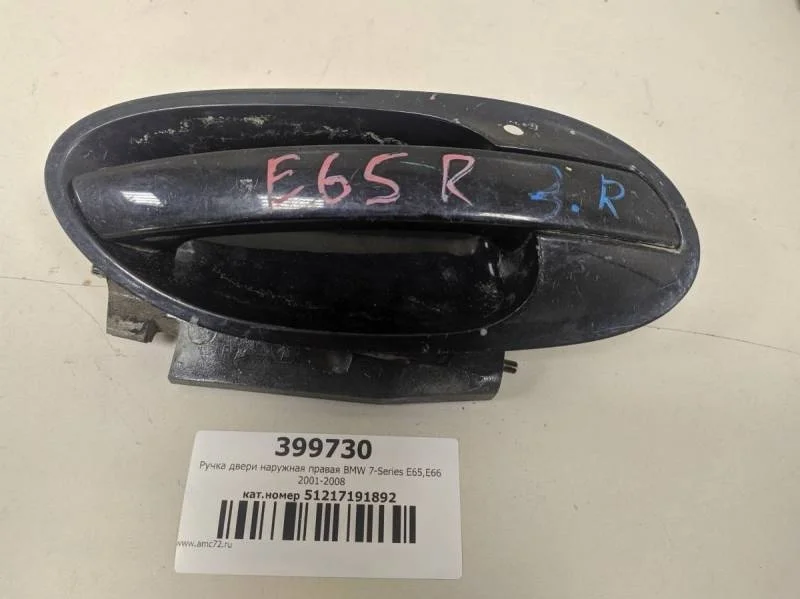 E65 R 3.R
399730
Ручка двери наружная правая BMW 7-Series E65,E66
2001-2008
кат.номер 51217191892
www.amc72.ru